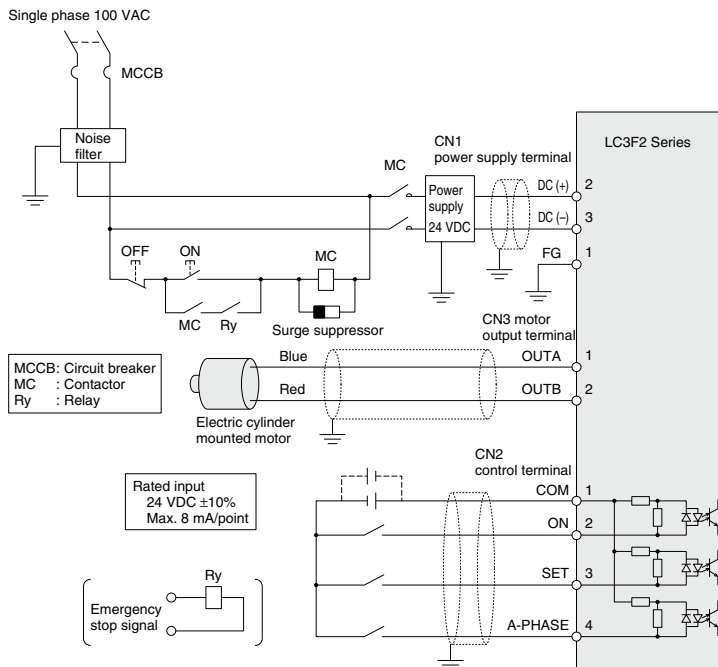 Single phase 100 VAC
MCCB
Noise
filter
CN1
power supply terminal
LC3F2 Series
MC
Power
supply
24 VDC
DC (+)
2
DC (−)
3
FG
1
OFF
ON
MC
MC
Ry
Surge suppressor
CN3 motor
output terminal
MCCB: Circuit breaker
MC : Contactor
Ry : Relay
Blue
OUTA
1
Red
OUTB
2
Electric cylinder
mounted motor
CN2
control terminal
Rated input
24 VDC ±10%
Max. 8 mA/point
COM
1
ON
2
SET
3
A-PHASE
4
Emergency
stop signal
Ry